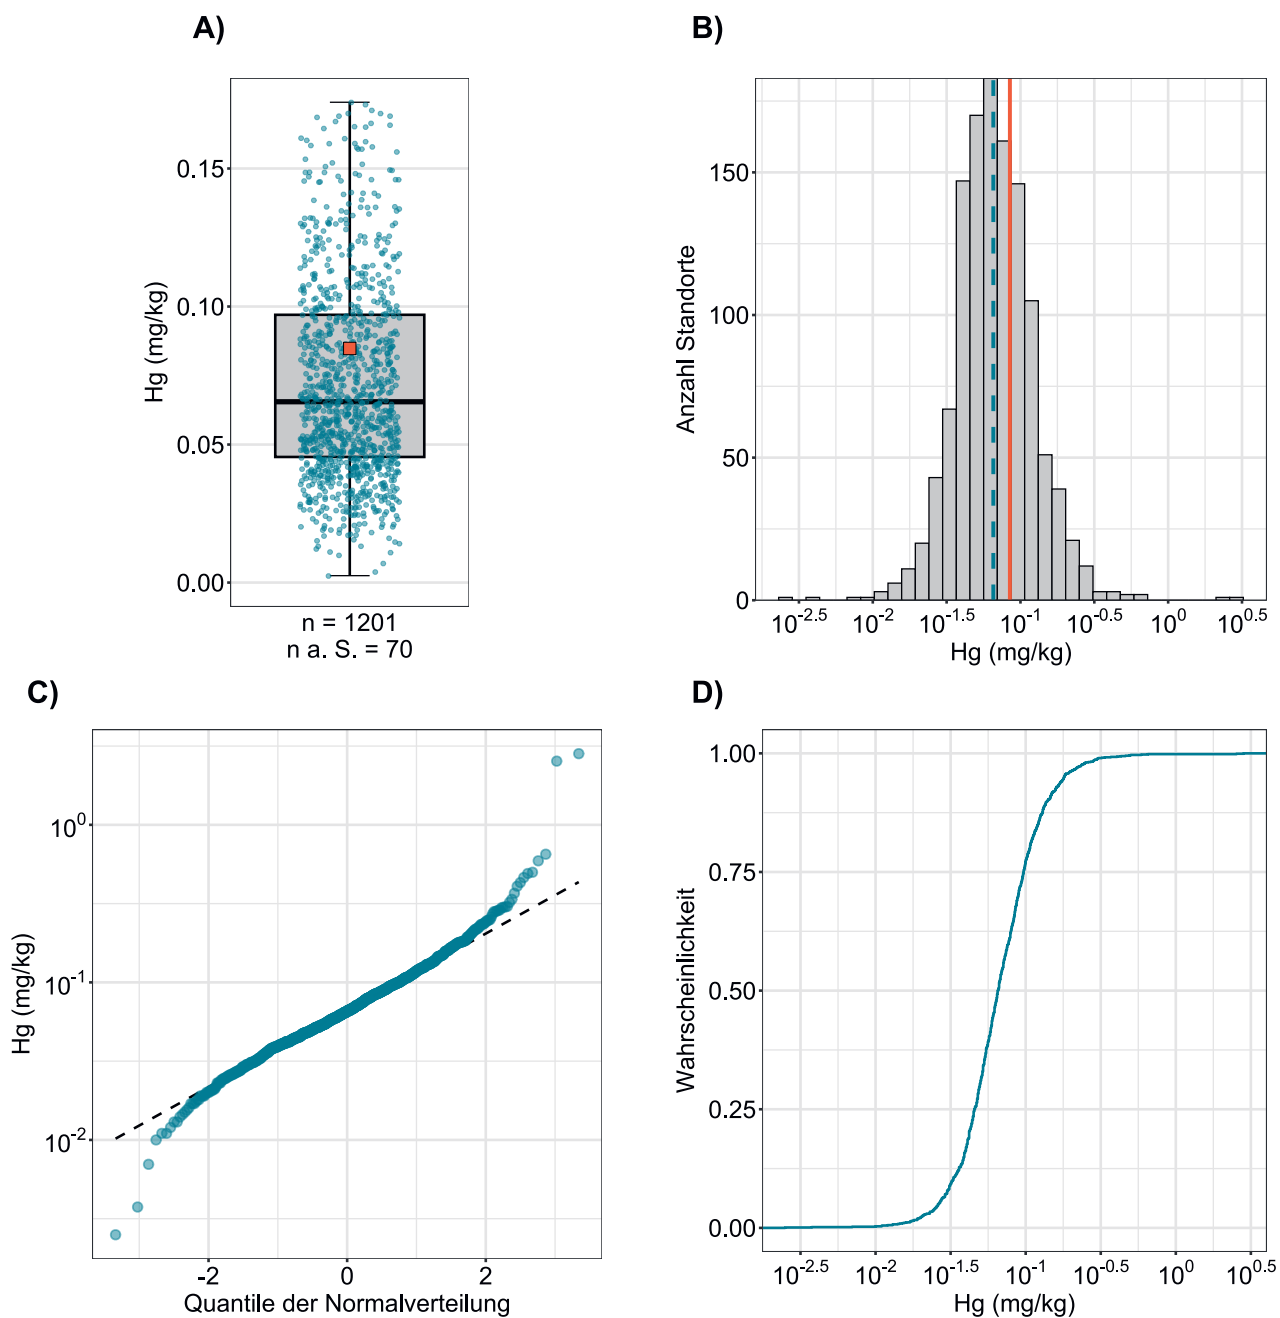 A)
Hg (mg/kg)
0.15
0.10
0.05
0.00
n = 1201
n a. S. = 70
B)
Anzahl Standorte
150
100
50
0
10^-2.5 10^-2 10^-1.5 10^-1 10^-0.5 10^0 10^0.5
Hg (mg/kg)
C)
Hg (mg/kg)
10^0
10^-1
10^-2
-2 0 2
Quantile der Normalverteilung
D)
Wahrscheinlichkeit
1.00
0.75
0.50
0.25
0.00
10^-2.5 10^-2 10^-1.5 10^-1 10^-0.5 10^0 10^0.5
Hg (mg/kg)